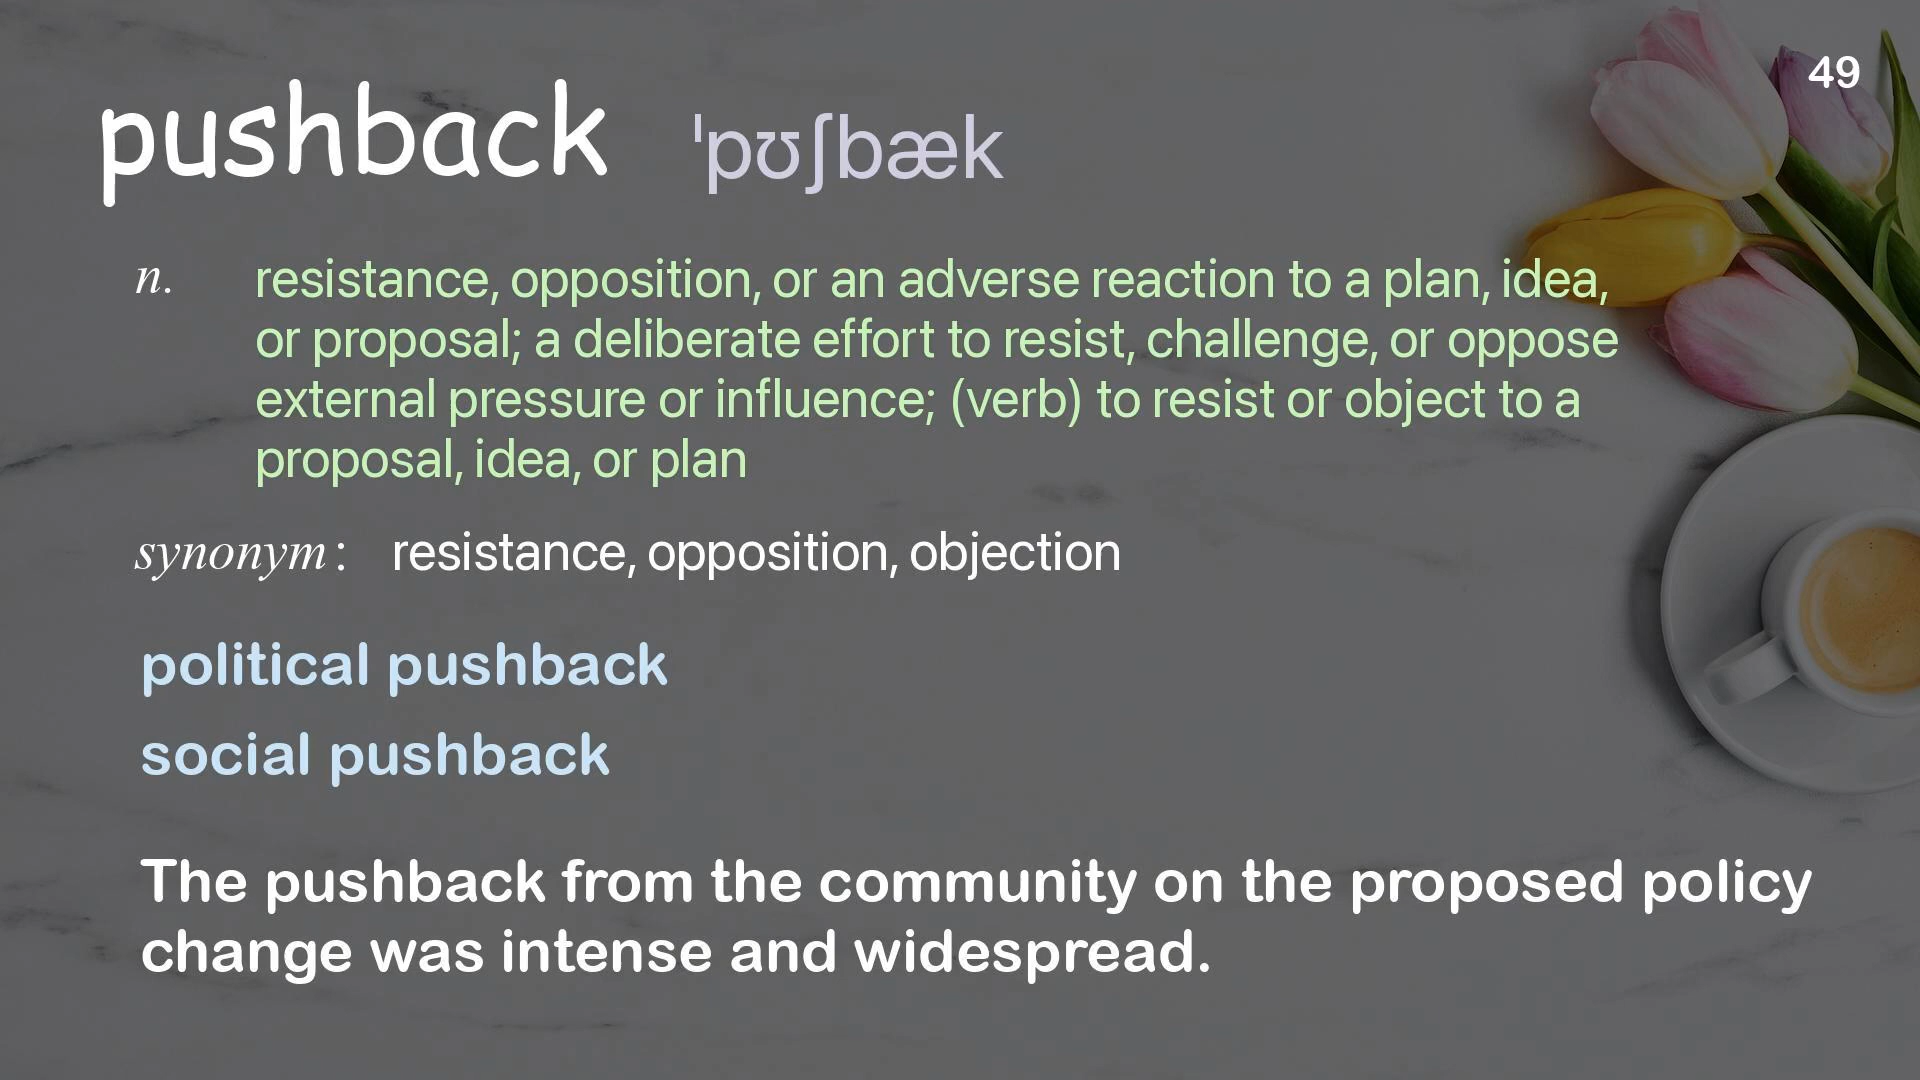 49
pushback ˈpʊʃbæk
n. resistance, opposition, or an adverse reaction to a plan, idea,
or proposal; a deliberate effort to resist, challenge, or oppose
external pressure or influence; (verb) to resist or object to a
proposal, idea, or plan
synonym : resistance, opposition, objection
political pushback
social pushback
The pushback from the community on the proposed policy
change was intense and widespread.